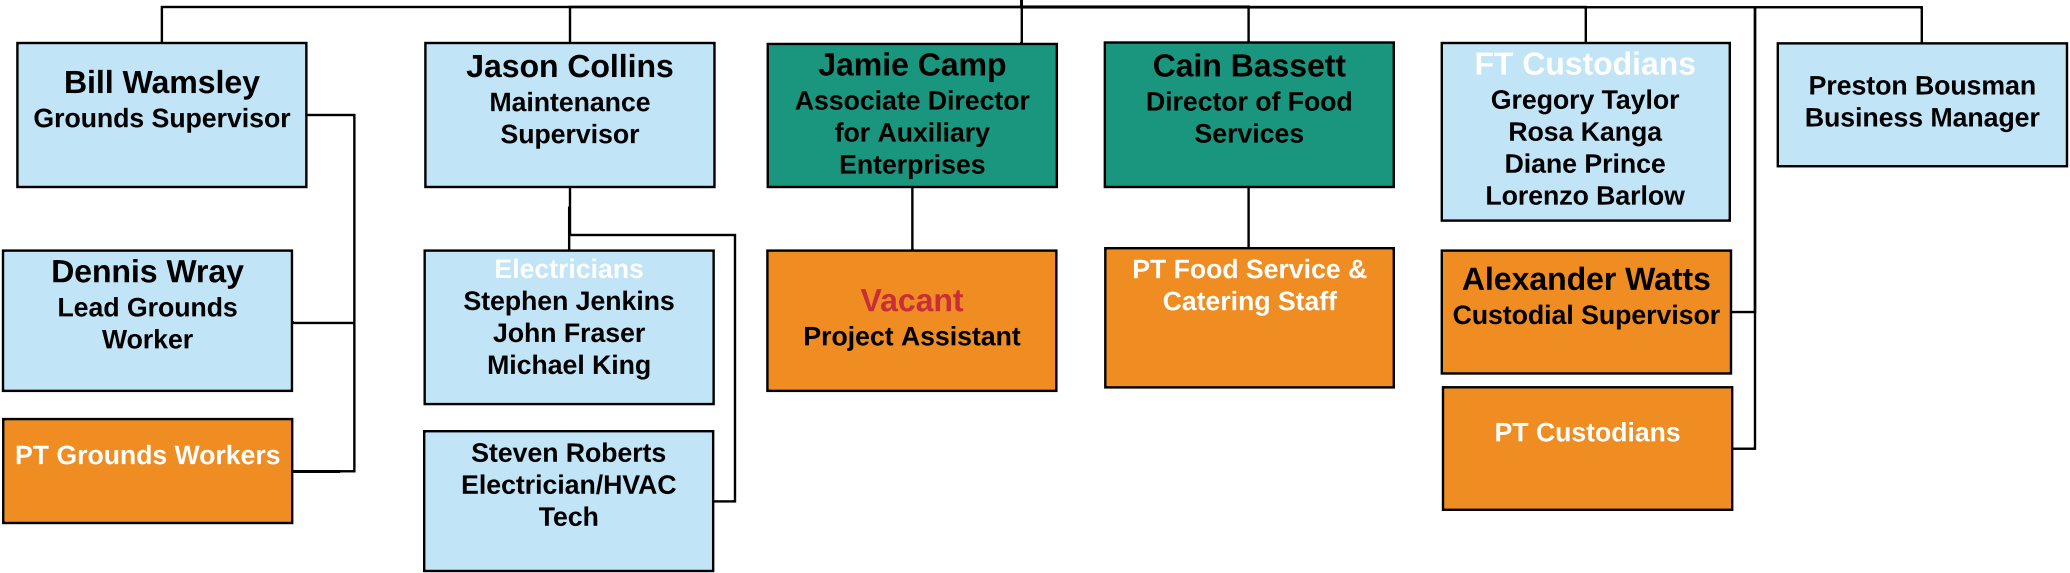 Bill Wamsley
Grounds Supervisor
Jason Collins
Maintenance
Supervisor
Jamie Camp
Associate Director
for Auxiliary
Enterprises
Cain Bassett
Director of Food
Services
FT Custodians
Gregory Taylor
Rosa Kanga
Diane Prince
Lorenzo Barlow
Preston Bousman
Business Manager
Dennis Wray
Lead Grounds
Worker
Electricians
Stephen Jenkins
John Fraser
Michael King
Vacant
Project Assistant
PT Food Service &
Catering Staff
Alexander Watts
Custodial Supervisor
PT Grounds Workers
Steven Roberts
Electrician/HVAC
Tech
PT Custodians